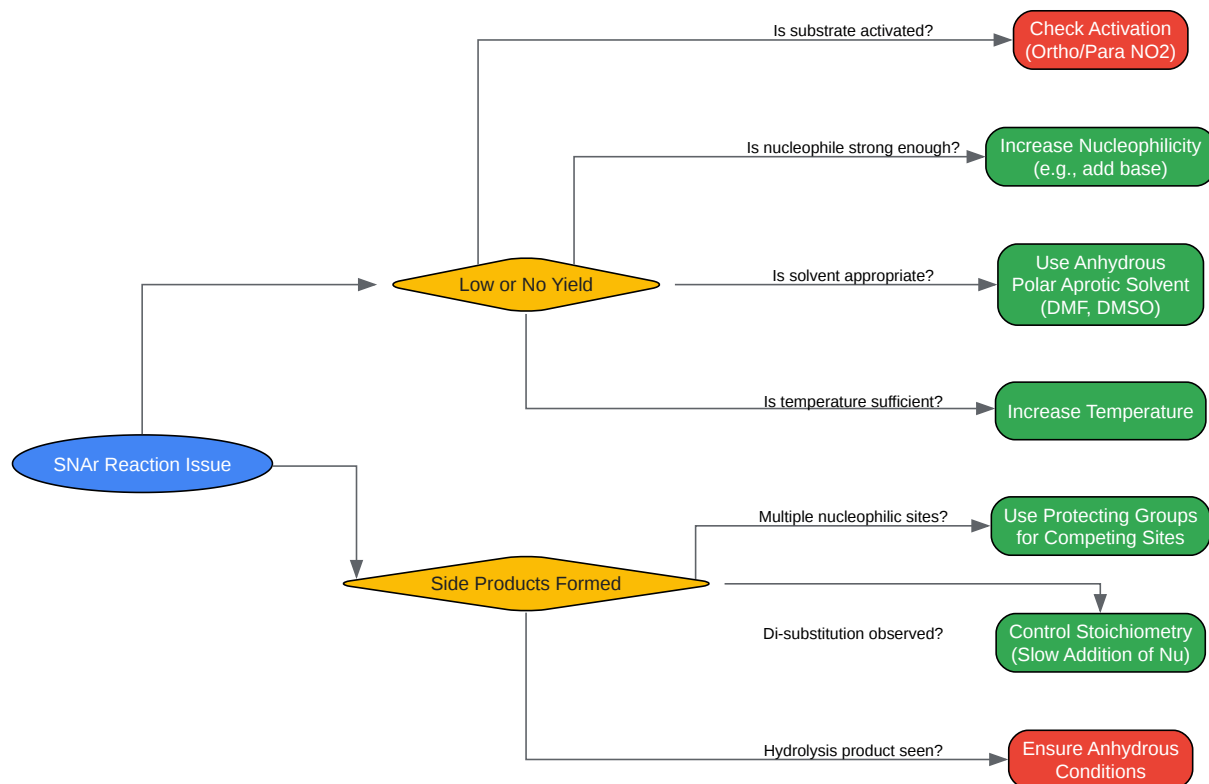 Is substrate activated?
Check Activation
(Ortho/Para NO2)
Is nucleophile strong enough?
Increase Nucleophilicity
(e.g., add base)
Low or No Yield
Is solvent appropriate?
Use Anhydrous
Polar Aprotic Solvent
(DMF, DMSO)
Is temperature sufficient?
Increase Temperature
SNAr Reaction Issue
Multiple nucleophilic sites?
Use Protecting Groups
for Competing Sites
Side Products Formed
Di-substitution observed?
Control Stoichiometry
(Slow Addition of Nu)
Hydrolysis product seen?
Ensure Anhydrous
Conditions